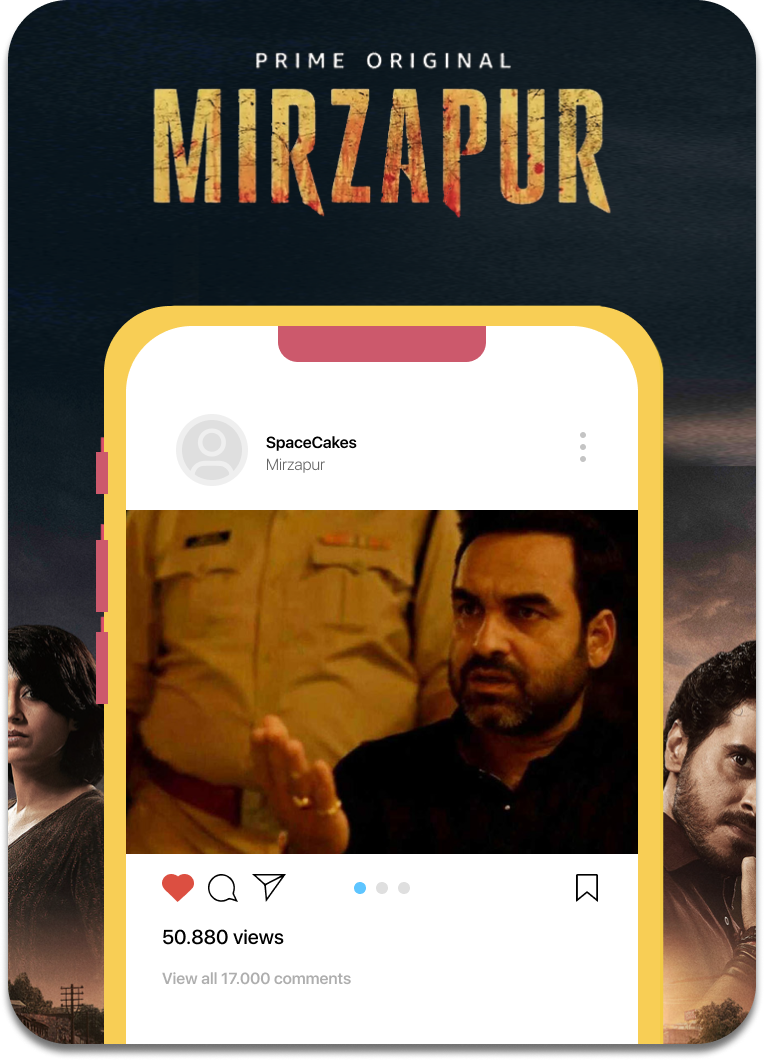 PRIME ORIGINAL
MIRZAPUR
SpaceCakes
Mirzapur
50.880 views
View all 17.000 comments